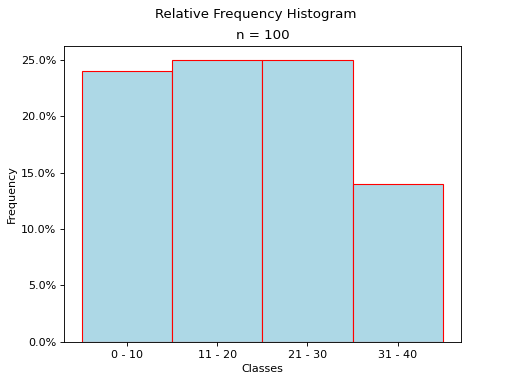 Relative Frequency Histogram
n = 100
25.0%
20.0%
15.0%
10.0%
5.0%
0.0%
Frequency
0 - 10 11 - 20 21 - 30 31 - 40
Classes